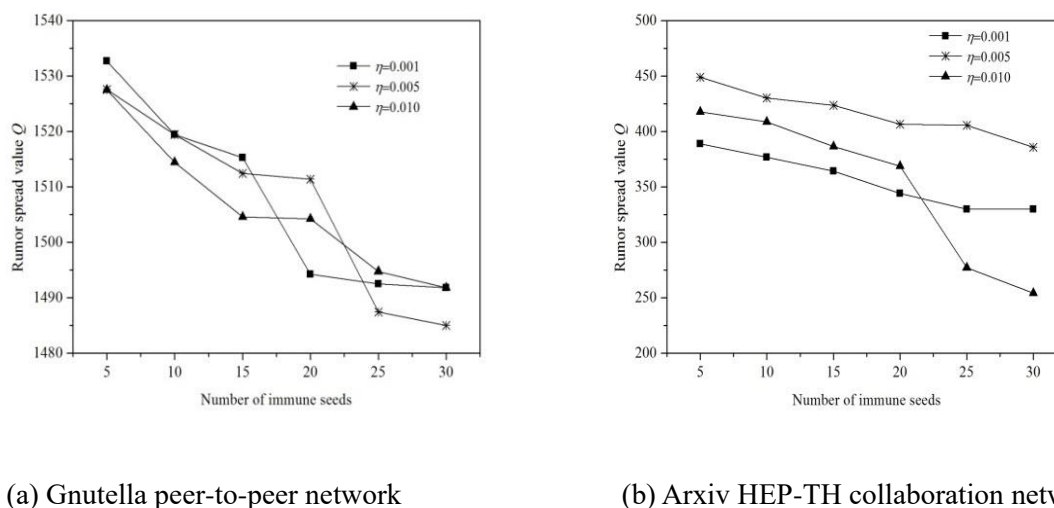 1540
1530
1520
1510
1500
1490
1480
Rumor spread value Q
η=0.001
η=0.005
η=0.010
5 10 15 20 25 30
Number of immune seeds
500
450
400
350
300
250
200
Rumor spread value Q
η=0.001
η=0.005
η=0.010
5 10 15 20 25 30
Number of immune seeds
(a) Gnutella peer-to-peer network
(b) Arxiv HEP-TH collaboration netw